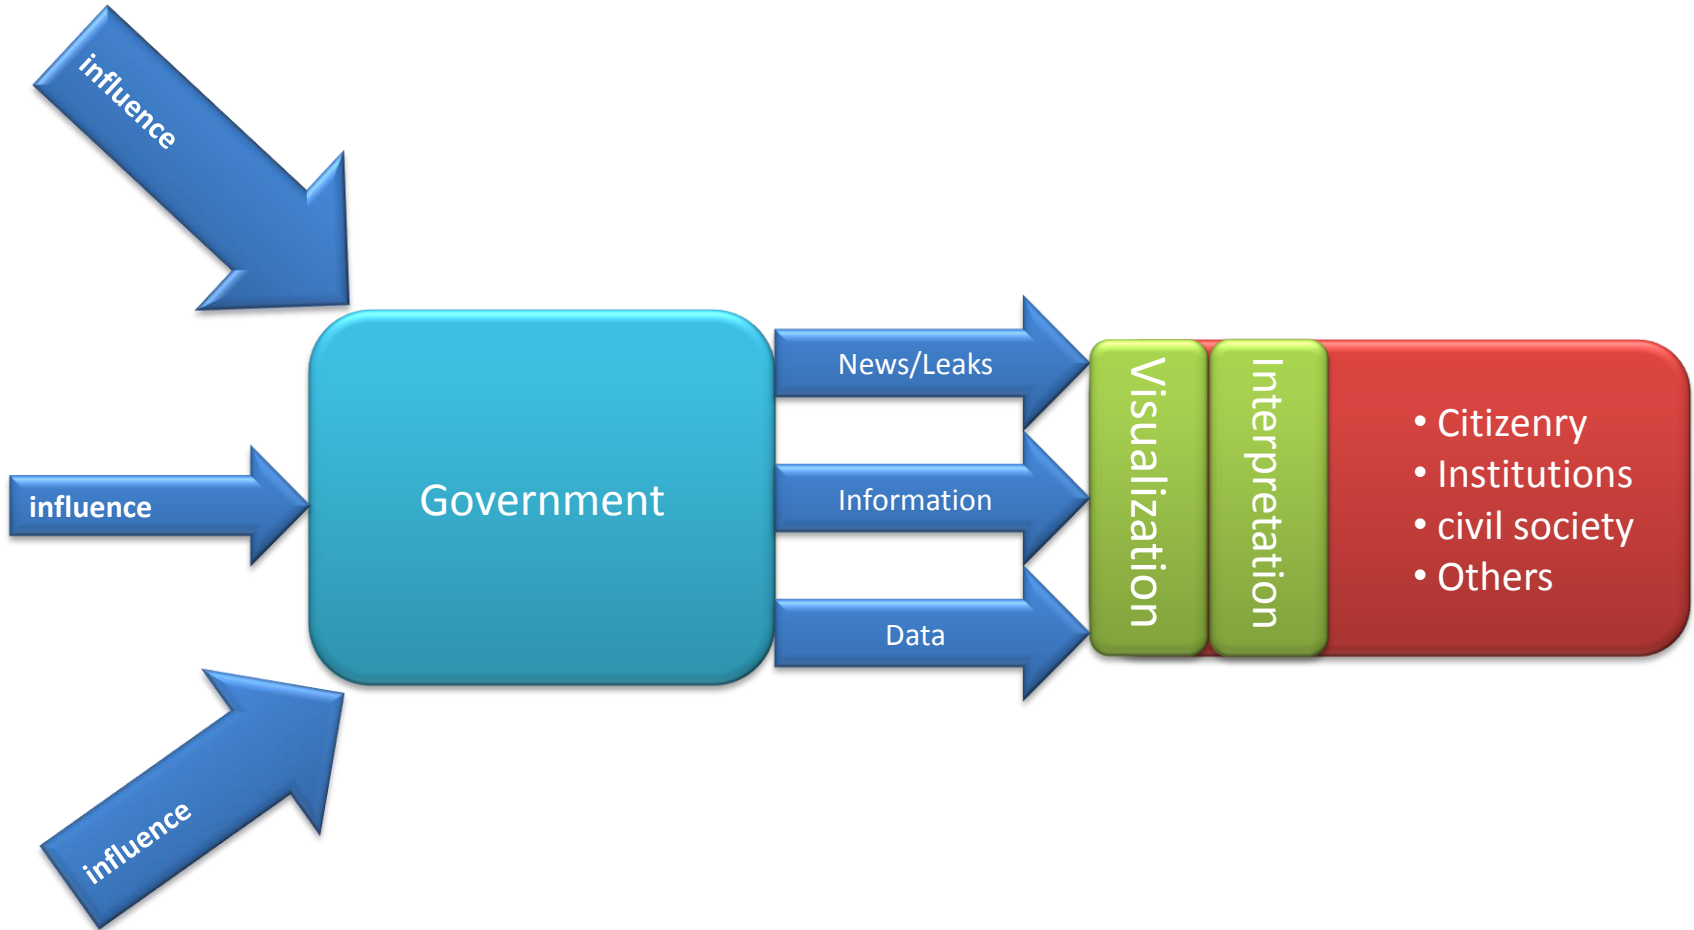 influence
influence
influence
Government
News/Leaks
Information
Data
Visualization
Interpretation
• Citizenry
• Institutions
• civil society
• Others